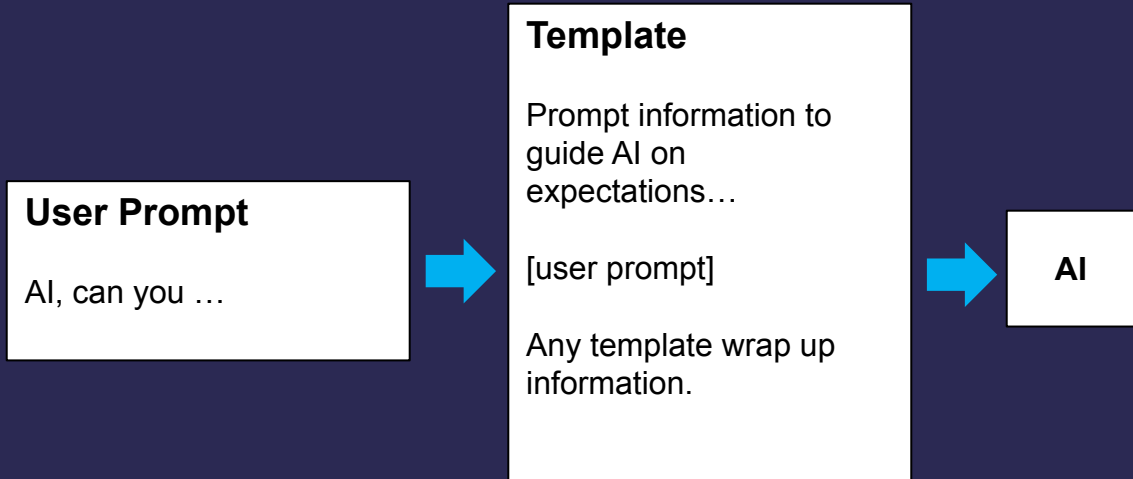 User Prompt
AI, can you …
Template
Prompt information to
guide AI on
expectations…
[user prompt]
Any template wrap up
information.
AI